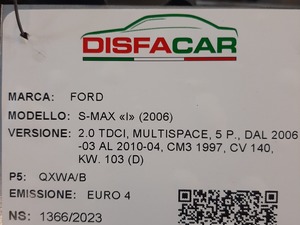 DISFACAR
MARCA: FORD
MODELLO: S-MAX «I» (2006)
VERSIONE: 2.0 TDCI, MULTISPACE, 5 P., DAL 2006
-03 AL 2010-04, CM3 1997, CV 140,
KW. 103 (D)
P5: QXWA/B
EMISSIONE: EURO 4
NS: 1366/2023